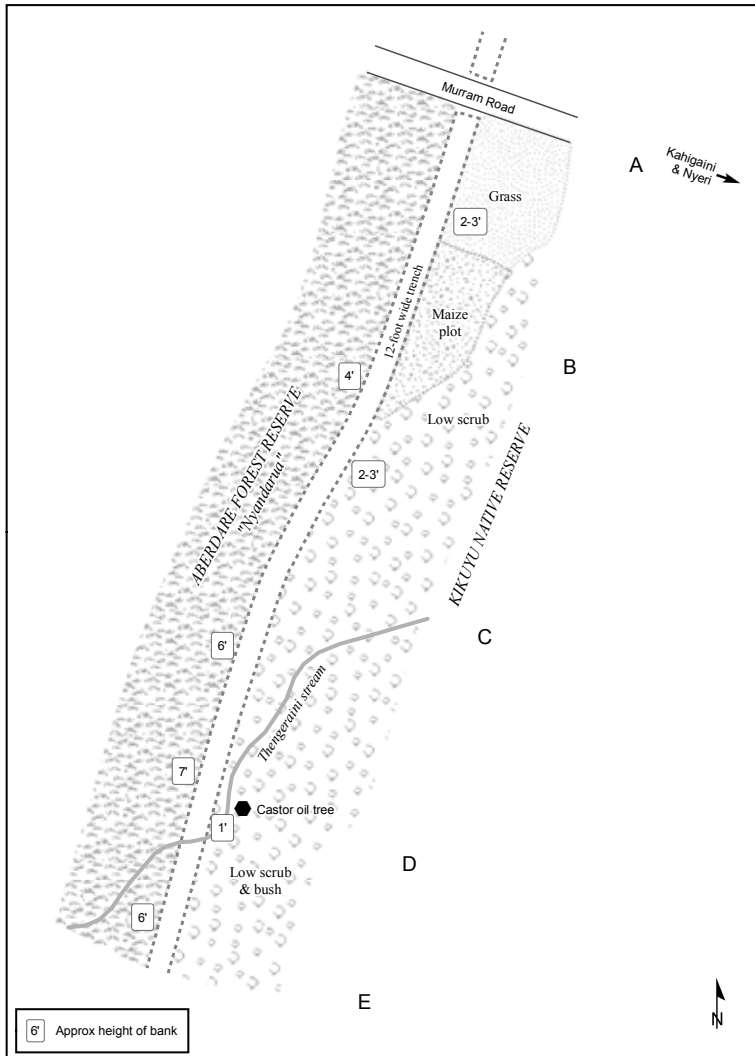 Murram Road
A
Kahigaini
& Nyeri
Grass
2-3'
12-foot wide trench
Maize
plot
4'
B
Low scrub
2-3'
ABERDARE FOREST RESERVE
"Nyandarua"
KIKUYU NATIVE RESERVE
6'
C
Thengeraini stream
7'
Castor oil tree
1'
D
Low scrub
& bush
6'
E
N
6' Approx height of bank